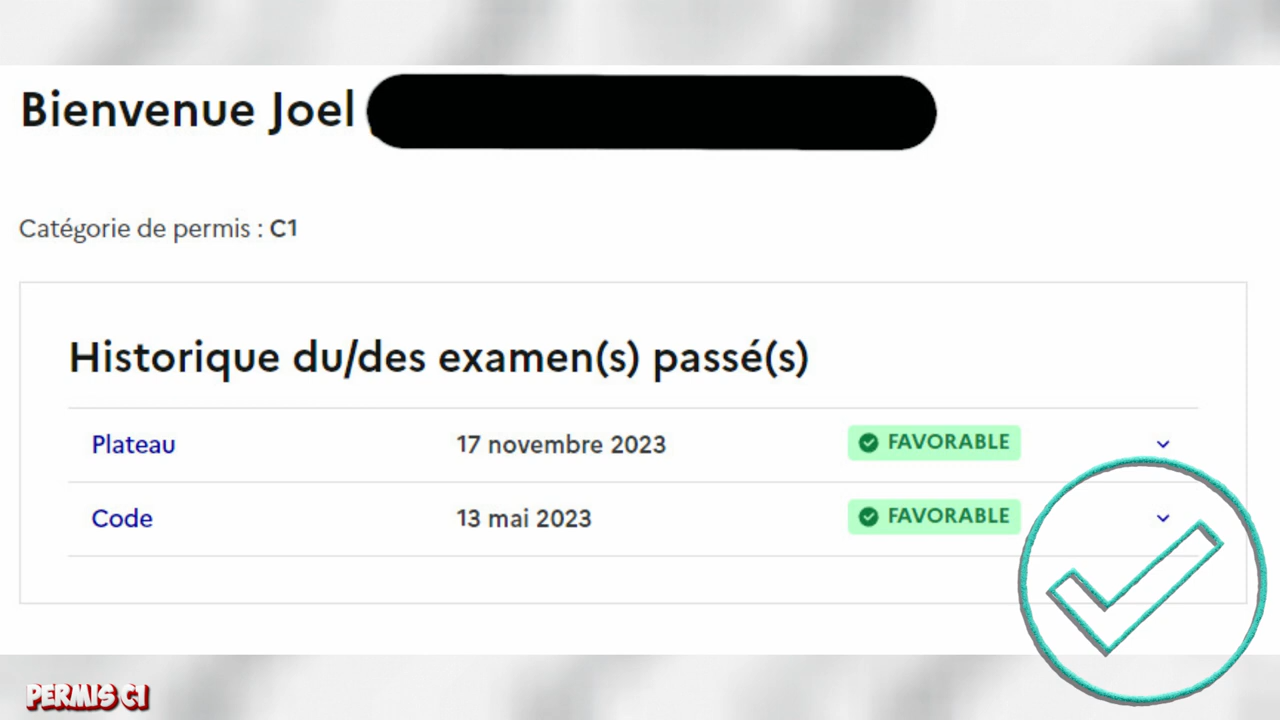 Bienvenue Joel
Catégorie de permis : C1
Historique du/des examen(s) passé(s)
Plateau 17 novembre 2023 FAVORABLE
Code 13 mai 2023 FAVORABLE
PERMIS C1